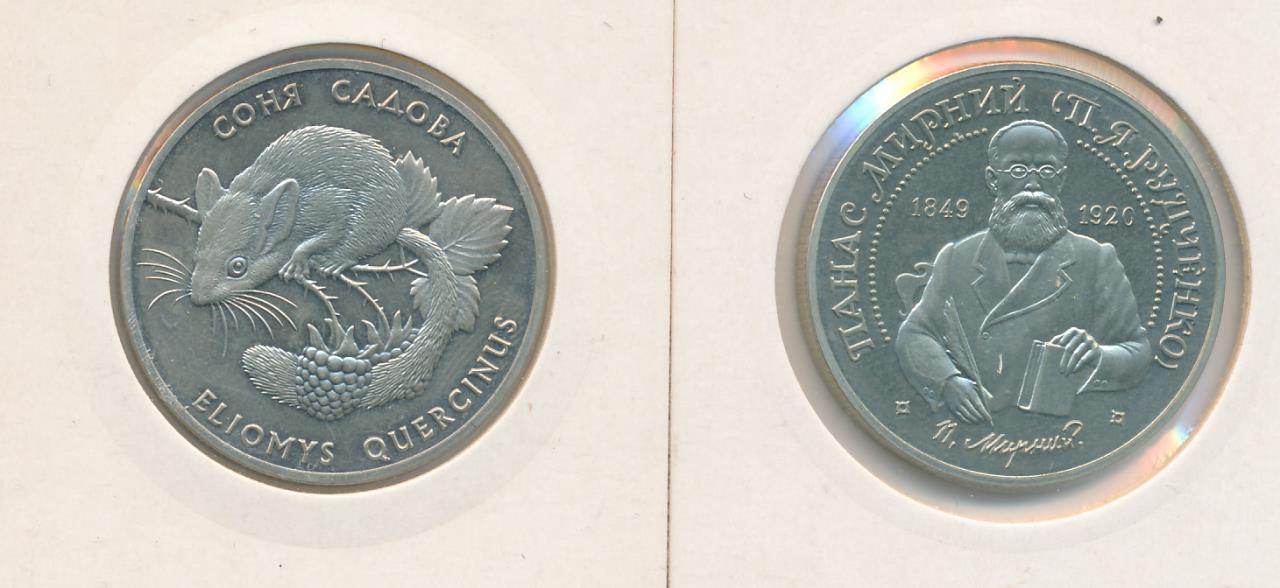 СОНЯ САДОВА
ELIOMYS QUERCINUS
ПАНАС МИРНИЙ (П. Я. РУДЧЕНКО)
1849 1920
П. Мирний